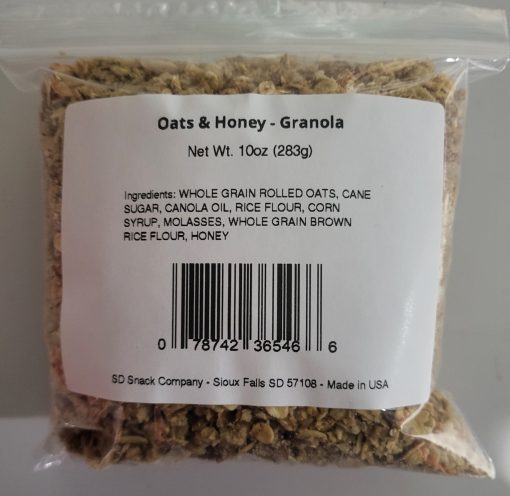 Oats & Honey - Granola
Net Wt. 10oz (283g)
Ingredients: WHOLE GRAIN ROLLED OATS, CANE
SUGAR, CANOLA OIL, RICE FLOUR, CORN
SYRUP, MOLASSES, WHOLE GRAIN BROWN
RICE FLOUR, HONEY
0 78742 36546 6
SD Snack Company - Sioux Falls SD 57108 - Made in USA